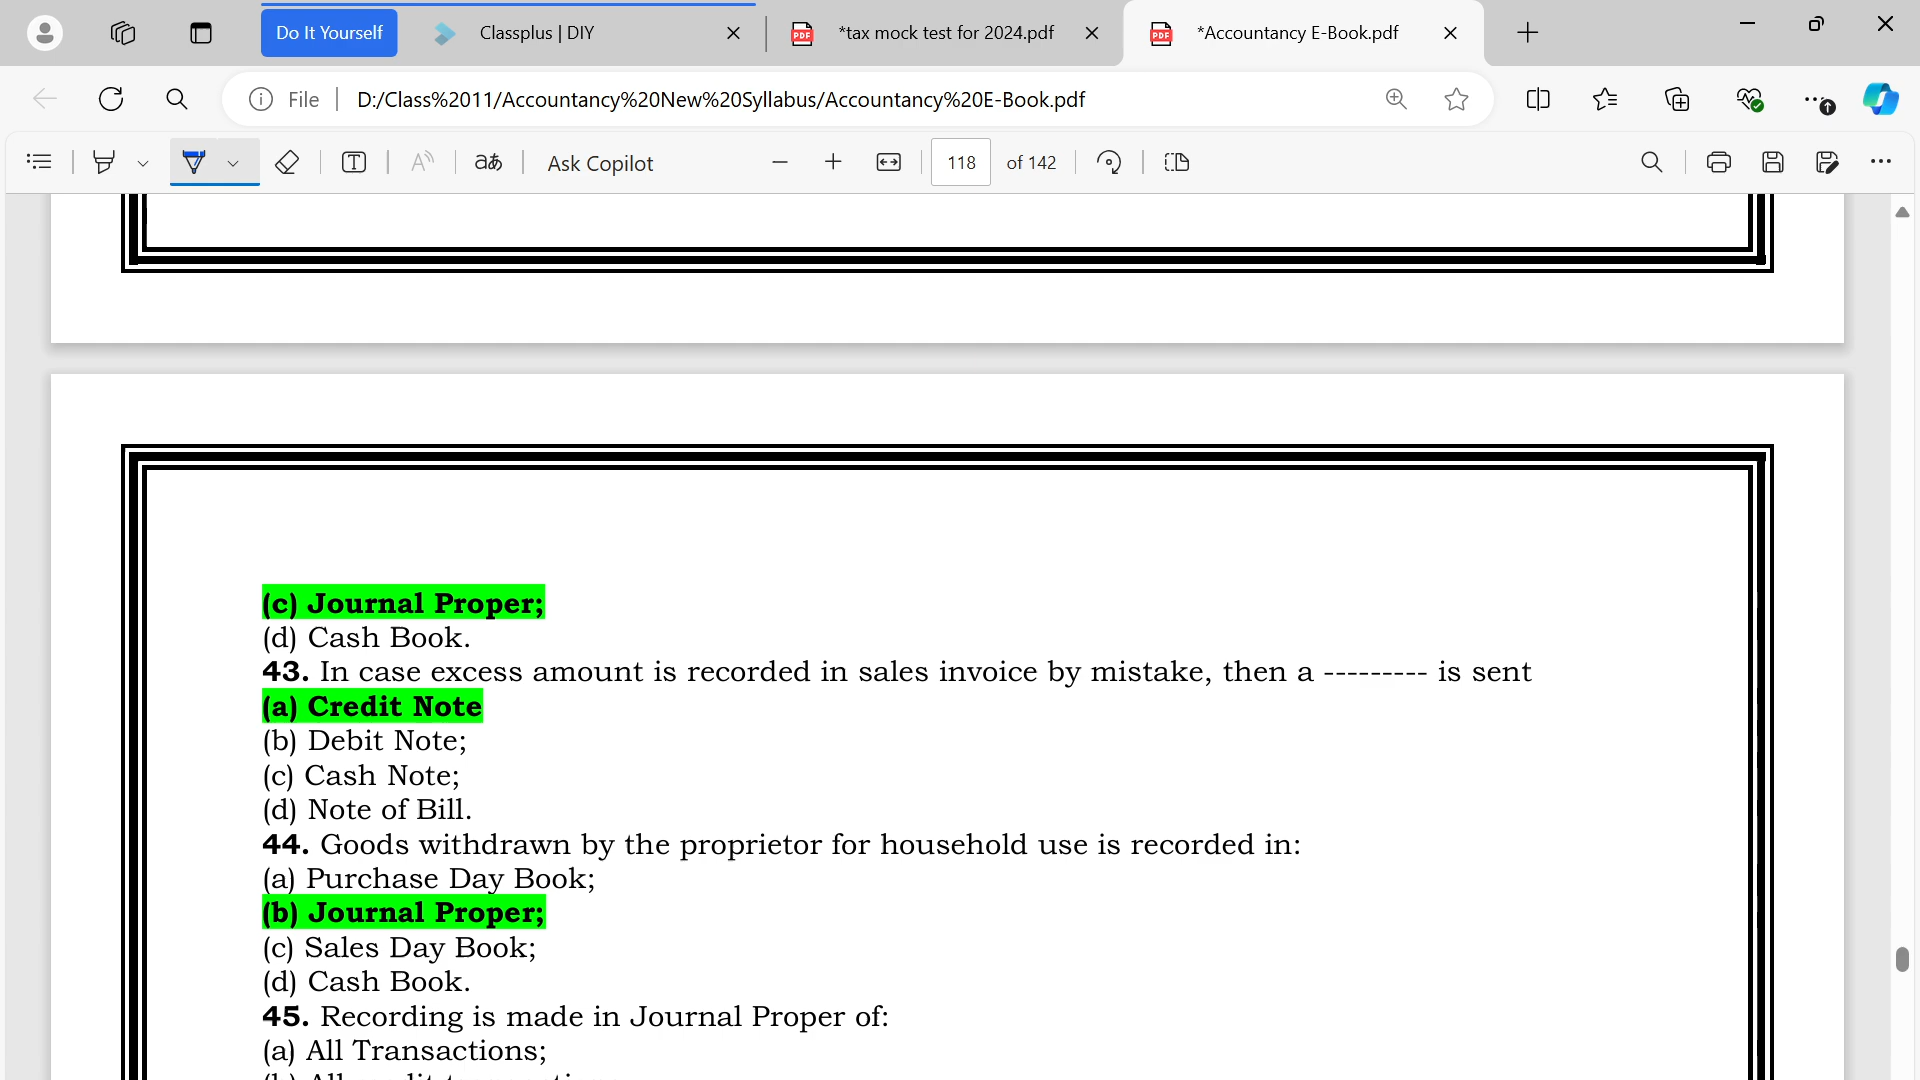 Do It Yourself
Classplus | DIY
*tax mock test for 2024.pdf
*Accountancy E-Book.pdf
File
D:/Class%2011/Accountancy%20New%20Syllabus/Accountancy%20E-Book.pdf
Ask Copilot
118 of 142
(c) Journal Proper;
(d) Cash Book.
43. In case excess amount is recorded in sales invoice by mistake, then a --------- is sent
(a) Credit Note
(b) Debit Note;
(c) Cash Note;
(d) Note of Bill.
44. Goods withdrawn by the proprietor for household use is recorded in:
(a) Purchase Day Book;
(b) Journal Proper;
(c) Sales Day Book;
(d) Cash Book.
45. Recording is made in Journal Proper of:
(a) All Transactions;